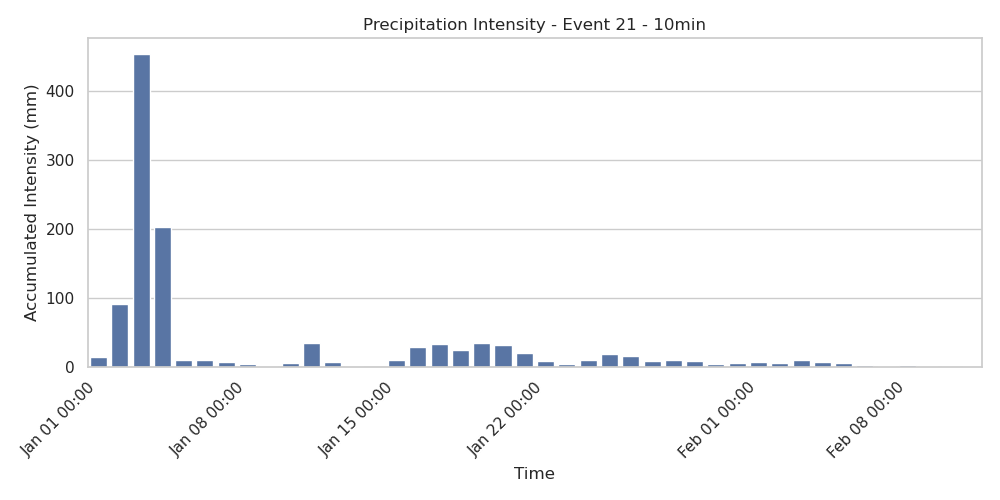 Precipitation Intensity - Event 21 - 10min
Accumulated Intensity (mm)
400
300
200
100
0
Jan 01 00:00
Jan 08 00:00
Jan 15 00:00
Jan 22 00:00
Feb 01 00:00
Feb 08 00:00
Time